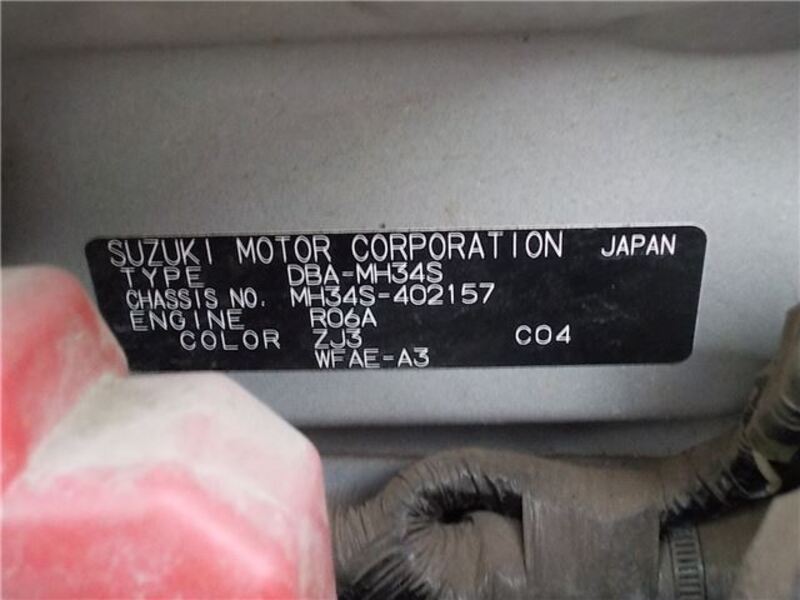 SUZUKI MOTOR CORPORATION JAPAN
TYPE DBA-MH34S
CHASSIS NO. MH34S-402157
ENGINE R06A
COLOR ZJ3 C04
WFAE-A3